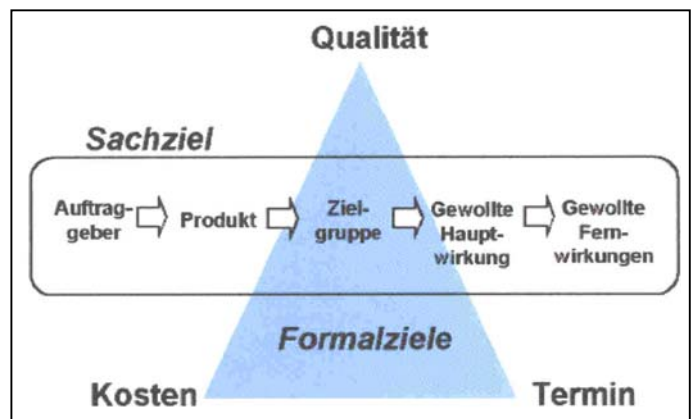 Qualität
Sachziel
Auftrag-
geber
Produkt
Ziel-
gruppe
Gewollte
Haupt-
wirkung
Gewollte
Fern-
wirkungen
Formalziele
Kosten
Termin